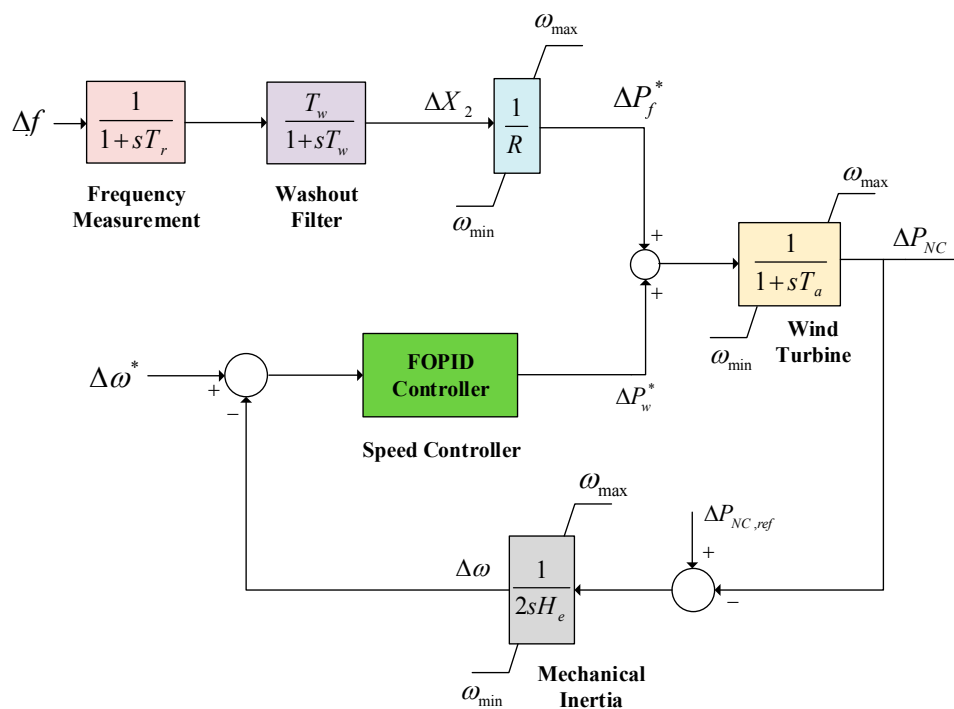 ω_max
Δf
1 / (1+sT_r)
T_w / (1+sT_w)
ΔX_2
1 / R
ΔP_f^*
Frequency
Measurement
Washout
Filter
ω_min
ω_max
+
+
1 / (1+sT_a)
ΔP_NC
Wind
Turbine
ω_min
Δω^*
+
−
FOPID
Controller
ΔP_w^*
Speed Controller
ω_max
ΔP_NC,ref
+
−
Δω
1 / (2sH_e)
ω_min
Mechanical
Inertia